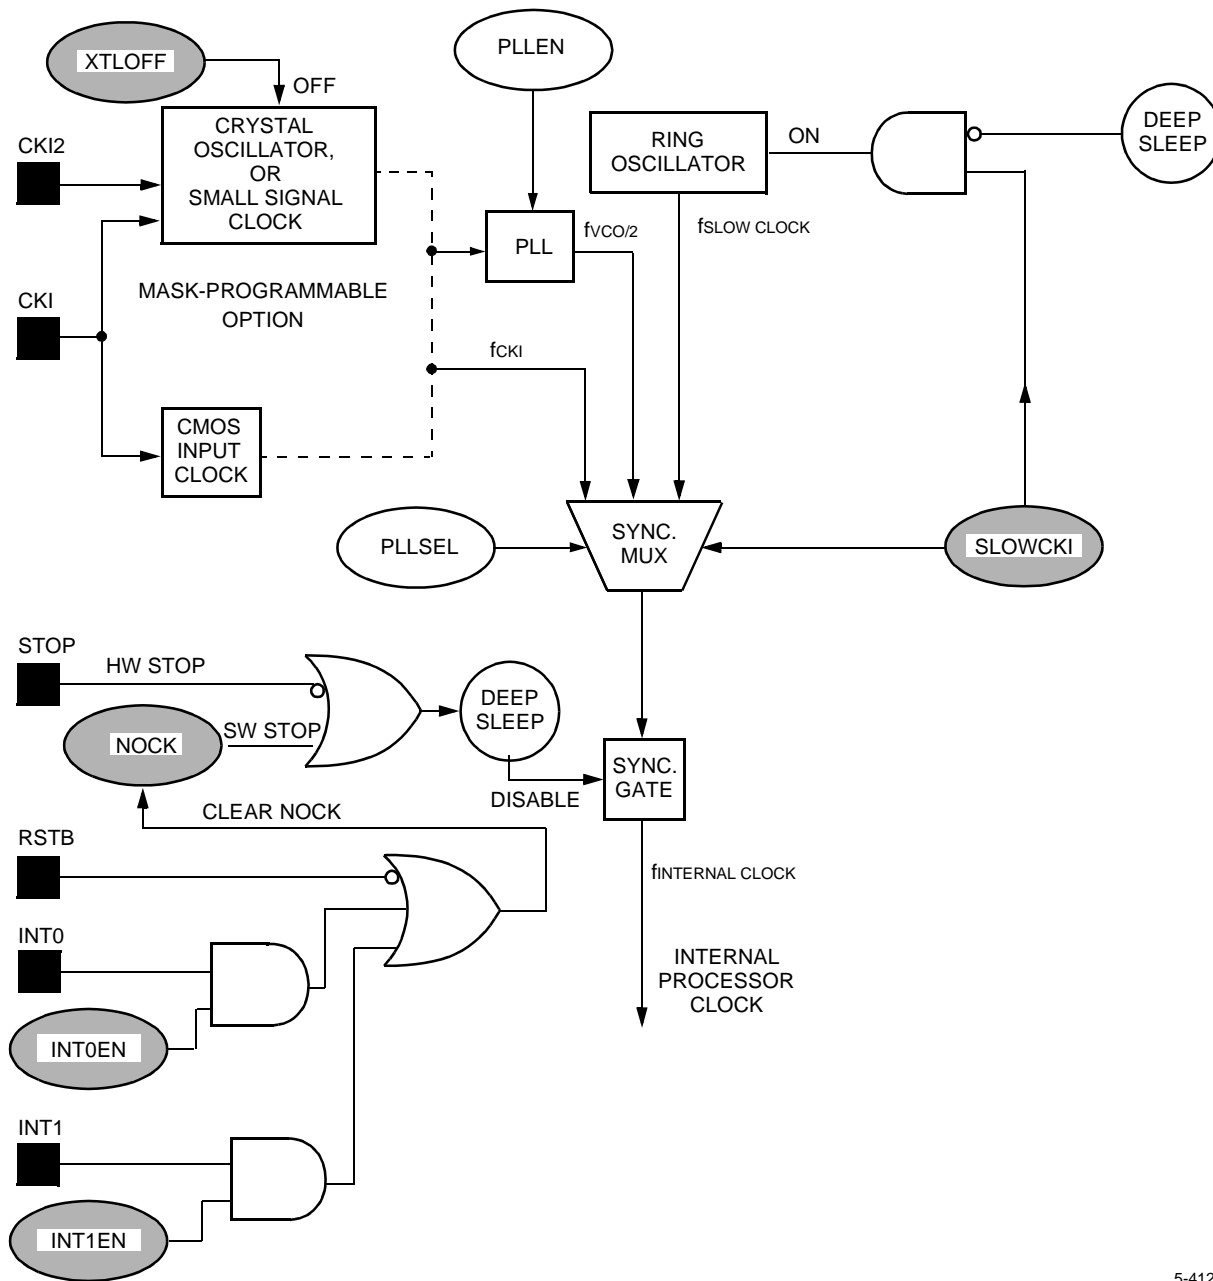 XTLOFF
OFF
PLLEN
CKI2
CRYSTAL
OSCILLATOR,
OR
SMALL SIGNAL
CLOCK
RING
OSCILLATOR
ON
DEEP
SLEEP
PLL
fVCO/2
fSLOW CLOCK
CKI
MASK-PROGRAMMABLE
OPTION
fCKI
CMOS
INPUT
CLOCK
PLLSEL
SYNC.
MUX
SLOWCKI
STOP
HW STOP
NOCK
SW STOP
DEEP
SLEEP
DISABLE
SYNC.
GATE
CLEAR NOCK
RSTB
fINTERNAL CLOCK
INT0
INTERNAL
PROCESSOR
CLOCK
INT0EN
INT1
INT1EN
5-412